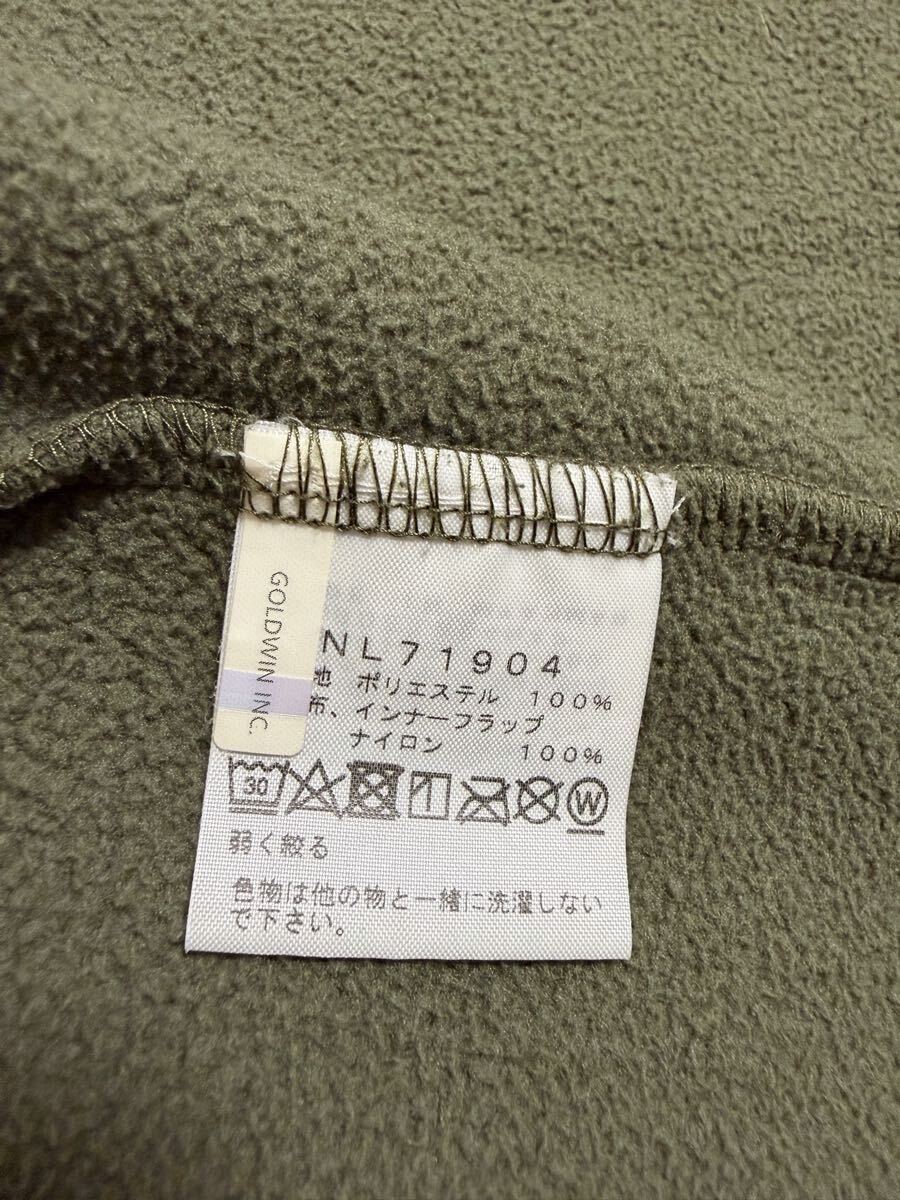 GOLDWIN INC.
NL71904
地 ポリエステル 100%
布、インナーフラップ
ナイロン 100%
30 W
弱く絞る
色物は他の物と一緒に洗濯しない
で下さい。